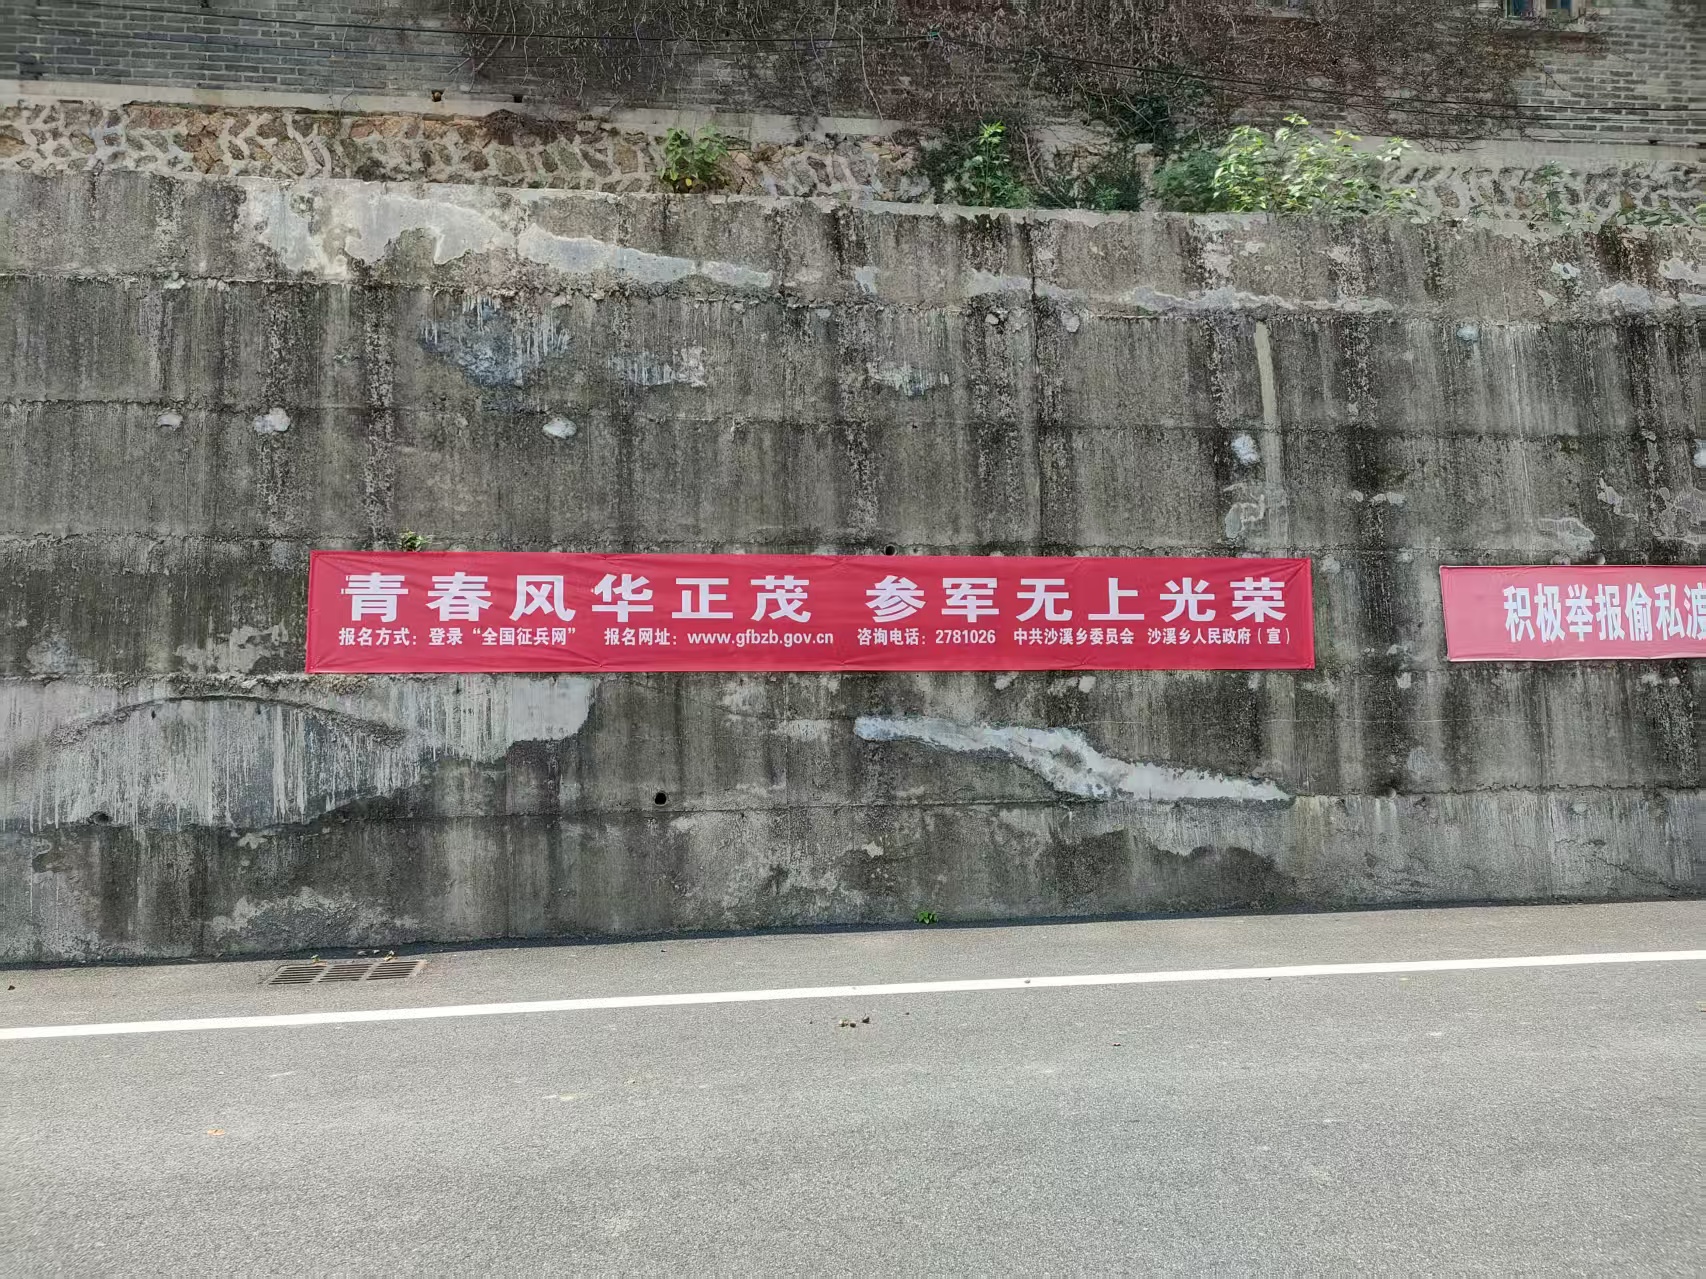 青春风华正茂 参军无上光荣
报名方式：登录“全国征兵网” 报名网址：www.gfbzb.gov.cn 咨询电话：2781026 中共沙溪乡委员会 沙溪乡人民政府（宣）
积极举报偷私渡